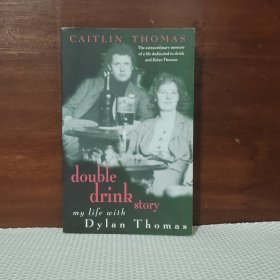 CAITLIN THOMAS
The extraordinary memoir
of a life dedicated to drink
and Dylan Thomas
double
drink
story
my life with
Dylan Thomas